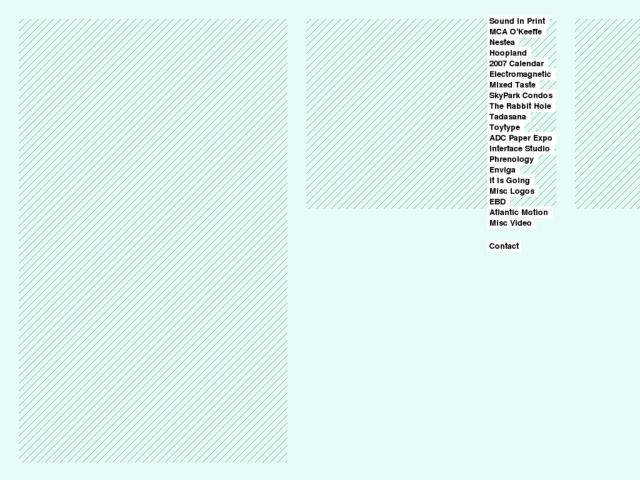 Sound In Print
MCA O'Keeffe
Nestea
Hoopland
2007 Calendar
Electromagnetic
Mixed Taste
SkyPark Condos
The Rabbit Hole
Tadasana
Toytype
ADC Paper Expo
Interface Studio
Phrenology
Enviga
It Is Going
Misc Logos
EBD
Atlantic Motion
Misc Video
Contact